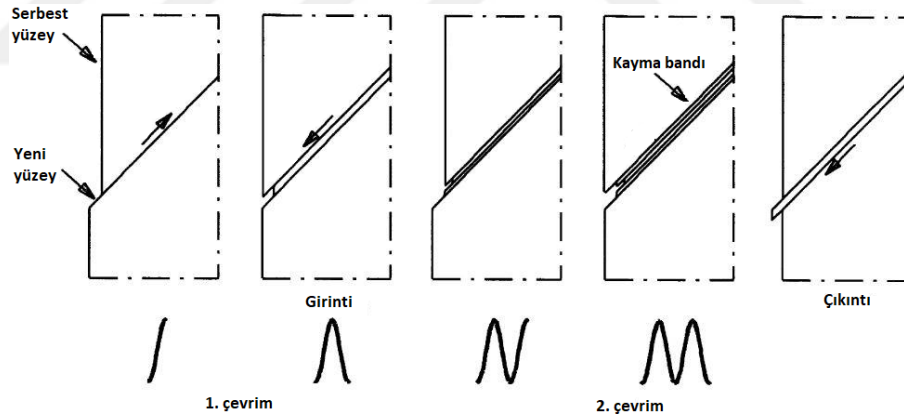 Serbest
yüzey
Kayma bandı
Yeni
yüzey
Girinti
Çıkıntı
1. çevrim
2. çevrim